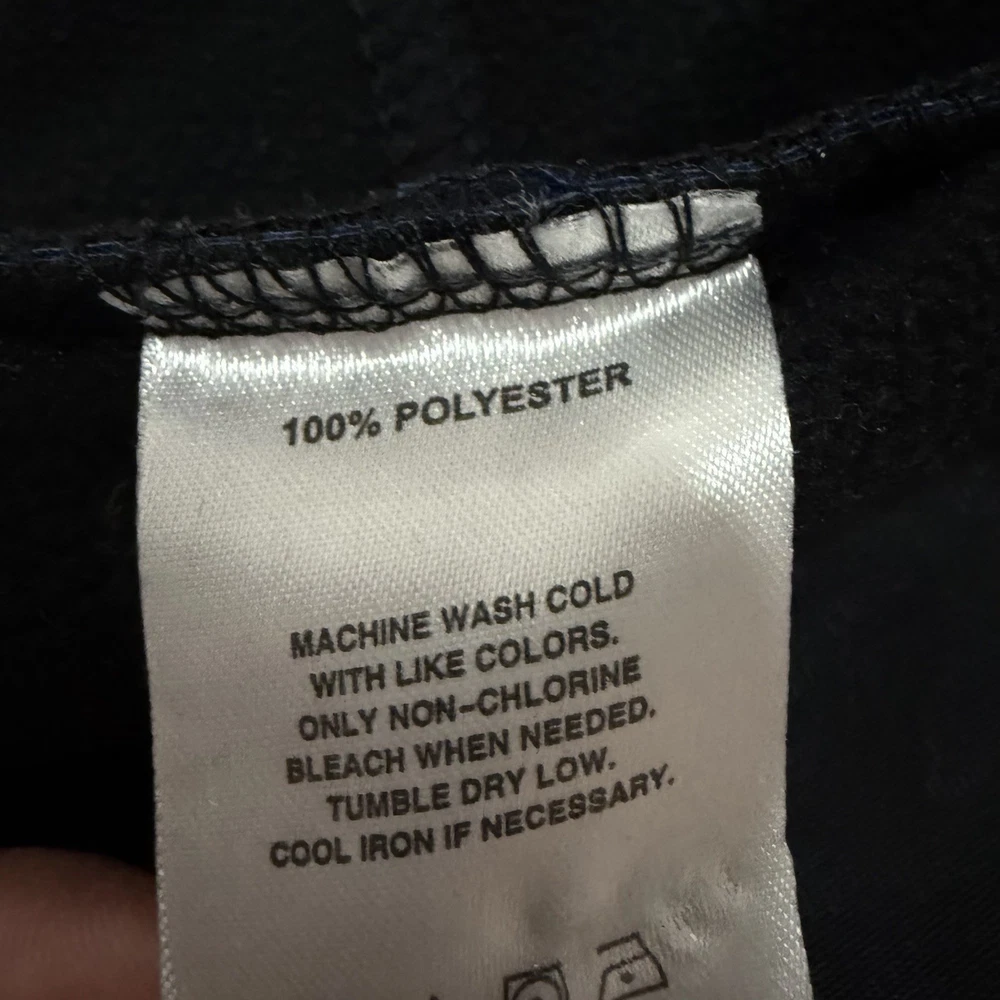 100% POLYESTER
MACHINE WASH COLD
WITH LIKE COLORS.
ONLY NON-CHLORINE
BLEACH WHEN NEEDED.
TUMBLE DRY LOW.
COOL IRON IF NECESSARY.